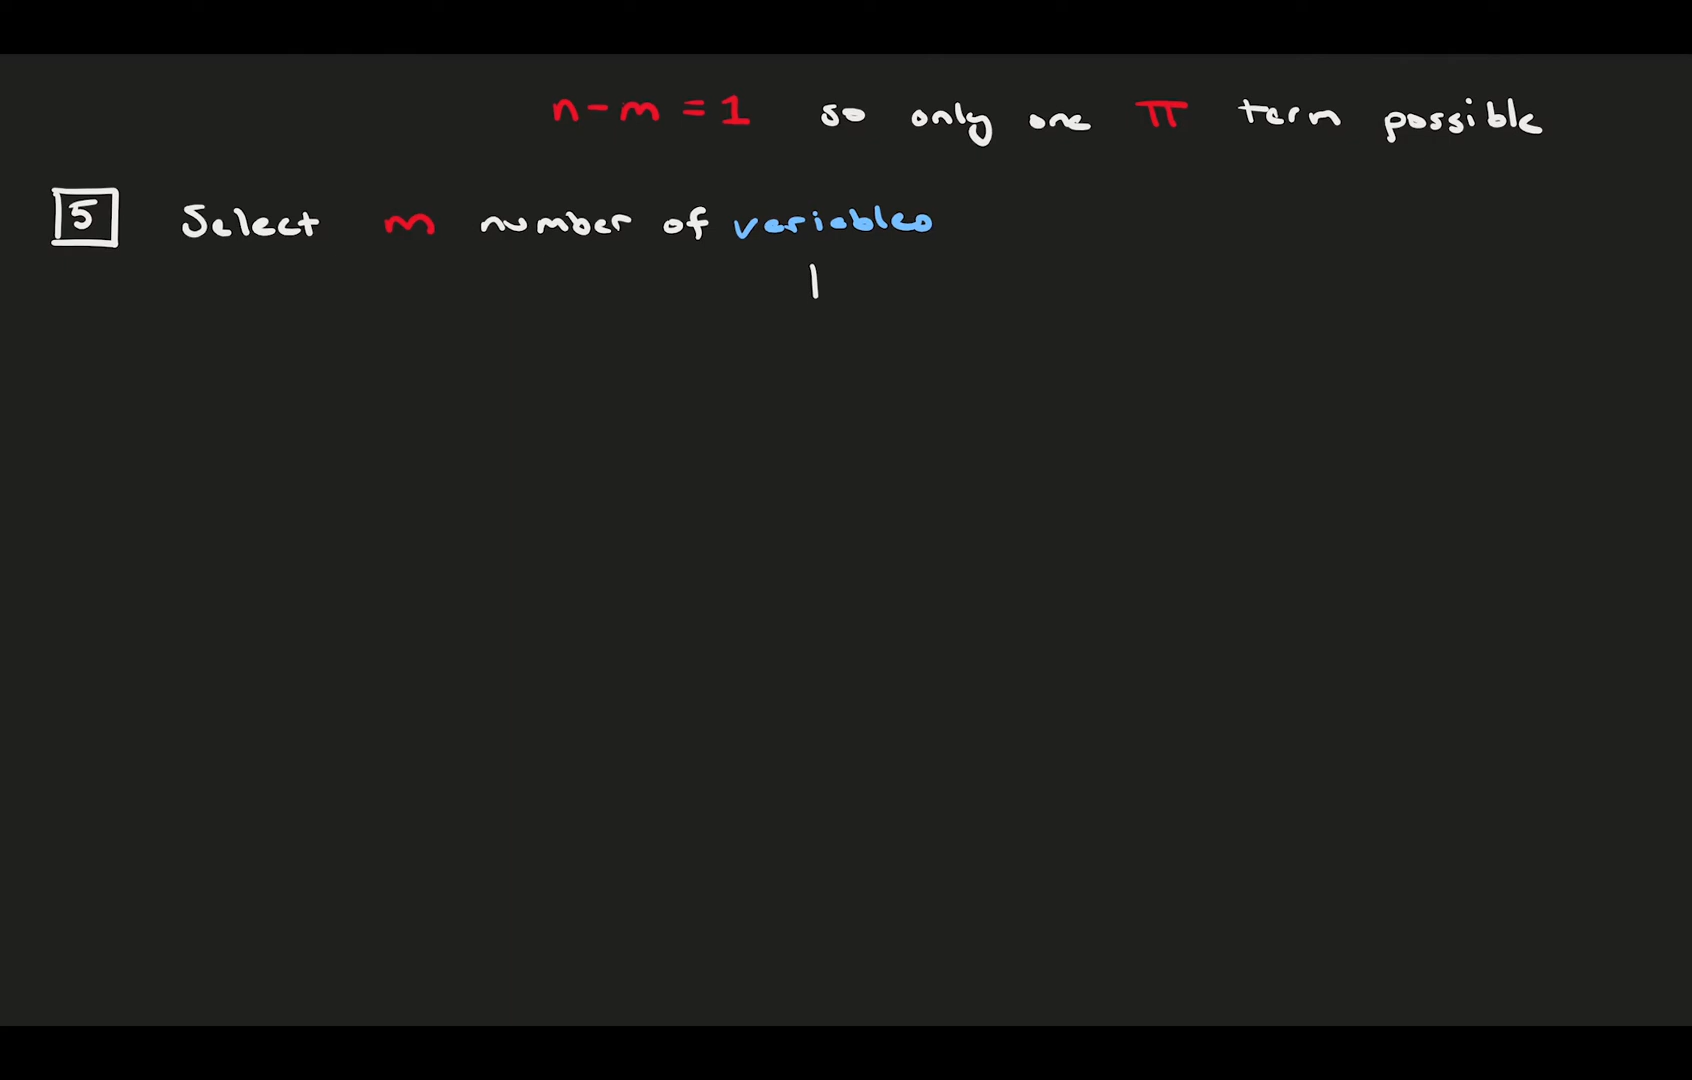 n - m = 1 so only one π term possible
5 Select m number of variables